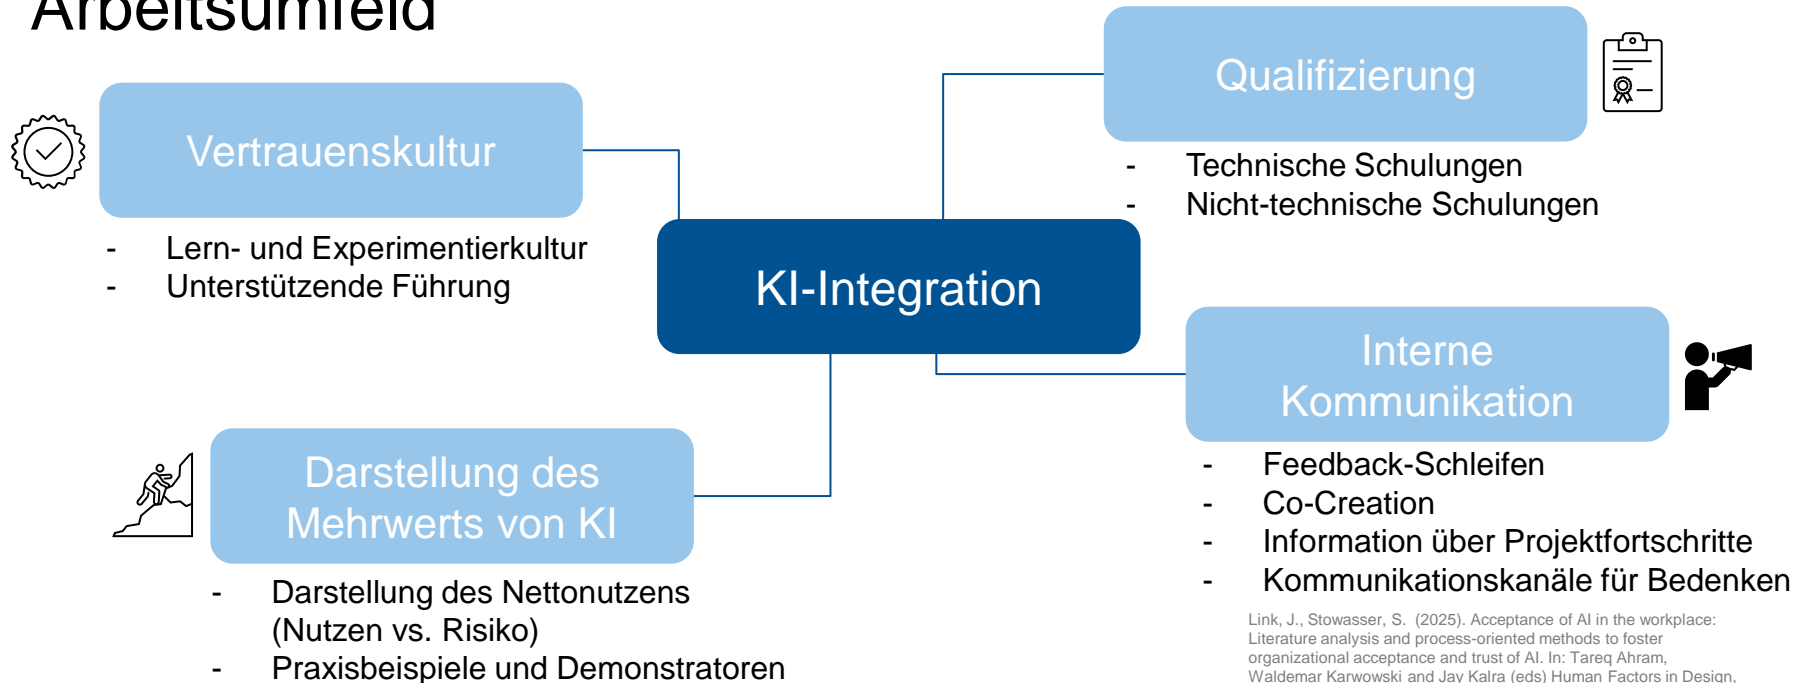 Arbeitsumfeld
Vertrauenskultur
- Lern- und Experimentierkultur
- Unterstützende Führung
Qualifizierung
- Technische Schulungen
- Nicht-technische Schulungen
KI-Integration
Interne
Kommunikation
- Feedback-Schleifen
- Co-Creation
- Information über Projektfortschritte
- Kommunikationskanäle für Bedenken
Darstellung des
Mehrwerts von KI
- Darstellung des Nettonutzens
(Nutzen vs. Risiko)
- Praxisbeispiele und Demonstratoren
Link, J., Stowasser, S. (2025). Acceptance of AI in the workplace:
Literature analysis and process-oriented methods to foster
organizational acceptance and trust of AI. In: Tareq Ahram,
Waldemar Karwowski and Jay Kalra (eds) Human Factors in Design,